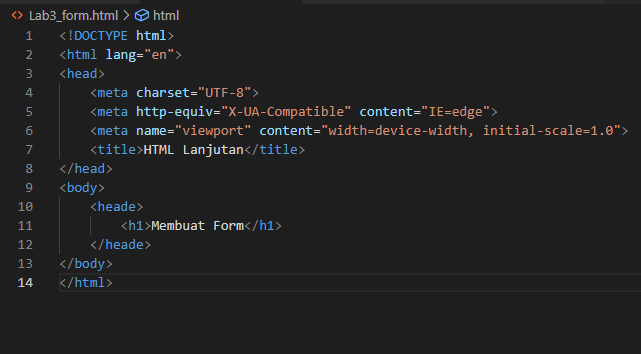 Lab3_form.html > html
1 <!DOCTYPE html>
2 <html lang="en">
3 <head>
4     <meta charset="UTF-8">
5     <meta http-equiv="X-UA-Compatible" content="IE=edge">
6     <meta name="viewport" content="width=device-width, initial-scale=1.0">
7     <title>HTML Lanjutan</title>
8 </head>
9 <body>
10     <heade>
11         <h1>Membuat Form</h1>
12     </heade>
13 </body>
14 </html>